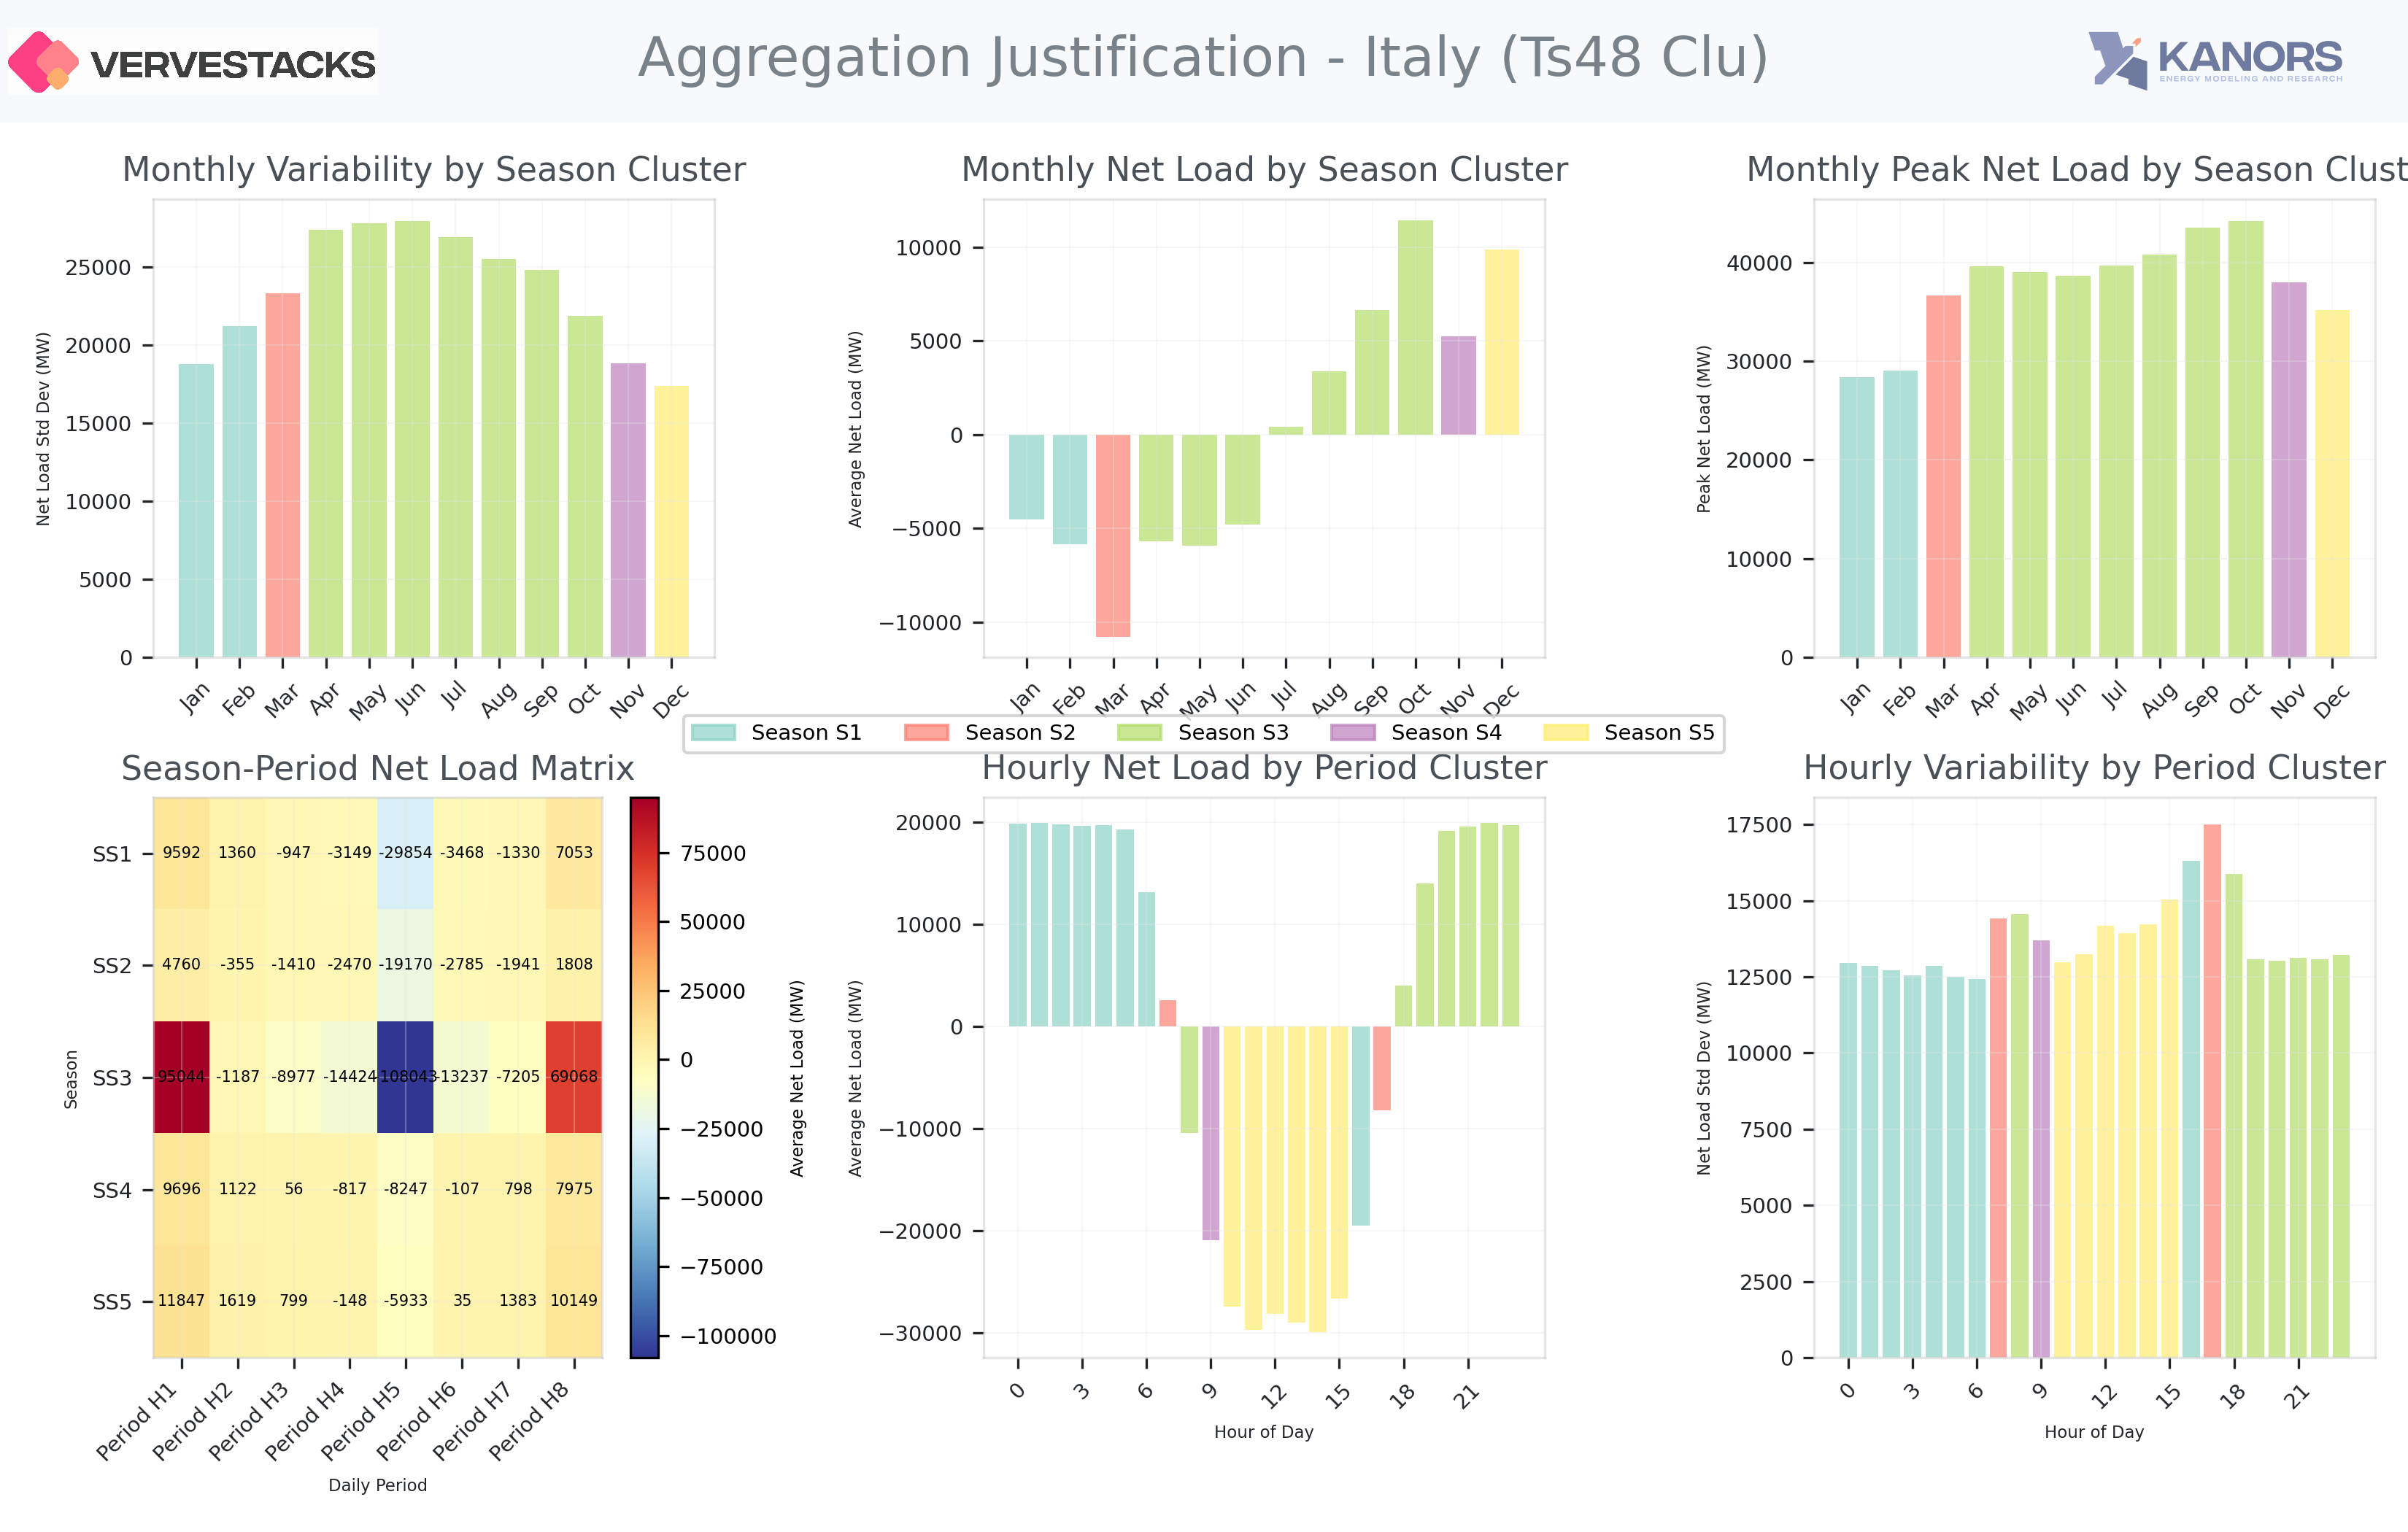 VERVESTACKS
Aggregation Justification - Italy (Ts48 Clu)
KANORS
ENERGY MODELING AND RESEARCH
Monthly Variability by Season Cluster
Net Load Std Dev (MW)
25000
20000
15000
10000
5000
0
Jan Feb Mar Apr May Jun Jul Aug Sep Oct Nov Dec
Monthly Net Load by Season Cluster
Average Net Load (MW)
10000
5000
0
−5000
−10000
Jan Feb Mar Apr May Jun Jul Aug Sep Oct Nov Dec
Monthly Peak Net Load by Season Clust
Peak Net Load (MW)
40000
30000
20000
10000
0
Jan Feb Mar Apr May Jun Jul Aug Sep Oct Nov Dec
Season S1 Season S2 Season S3 Season S4 Season S5
Season-Period Net Load Matrix
Season
SS1 9592 1360 -947 -3149 -29854 -3468 -1330 7053
SS2 4760 -355 -1410 -2470 -19170 -2785 -1941 1808
SS3 95044 -1187 -8977 -14424 -108043 -13237 -7205 69068
SS4 9696 1122 56 -817 -8247 -107 798 7975
SS5 11847 1619 799 -148 -5933 35 1383 10149
Period H1 Period H2 Period H3 Period H4 Period H5 Period H6 Period H7 Period H8
Daily Period
75000
50000
25000
0
−25000
−50000
−75000
−100000
Average Net Load (MW)
Hourly Net Load by Period Cluster
Average Net Load (MW)
20000
10000
0
−10000
−20000
−30000
0 3 6 9 12 15 18 21
Hour of Day
Hourly Variability by Period Cluster
Net Load Std Dev (MW)
17500
15000
12500
10000
7500
5000
2500
0
0 3 6 9 12 15 18 21
Hour of Day